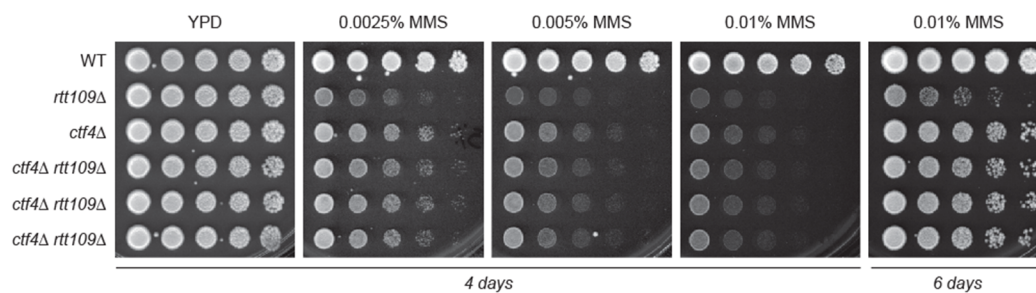 YPD 0.0025% MMS 0.005% MMS 0.01% MMS 0.01% MMS
WT
rtt109Δ
ctf4Δ
ctf4Δ rtt109Δ
ctf4Δ rtt109Δ
ctf4Δ rtt109Δ
4 days 6 days